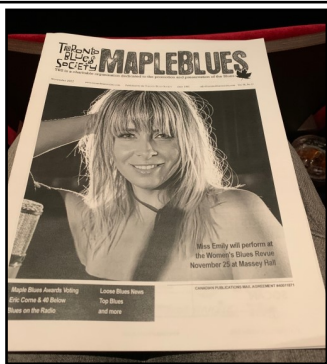 TORONTO
BLUES
SOCIETY
MAPLEBLUES
Miss Emily will perform at
the Women's Blues Revue
November 25 at Massey Hall
CANADIAN PUBLICATIONS MAIL AGREEMENT
Maple Blues Awards Voting
Eric Corne & 40 Below
Blues on the Radio
Loose Blues News
Top Blues
and more